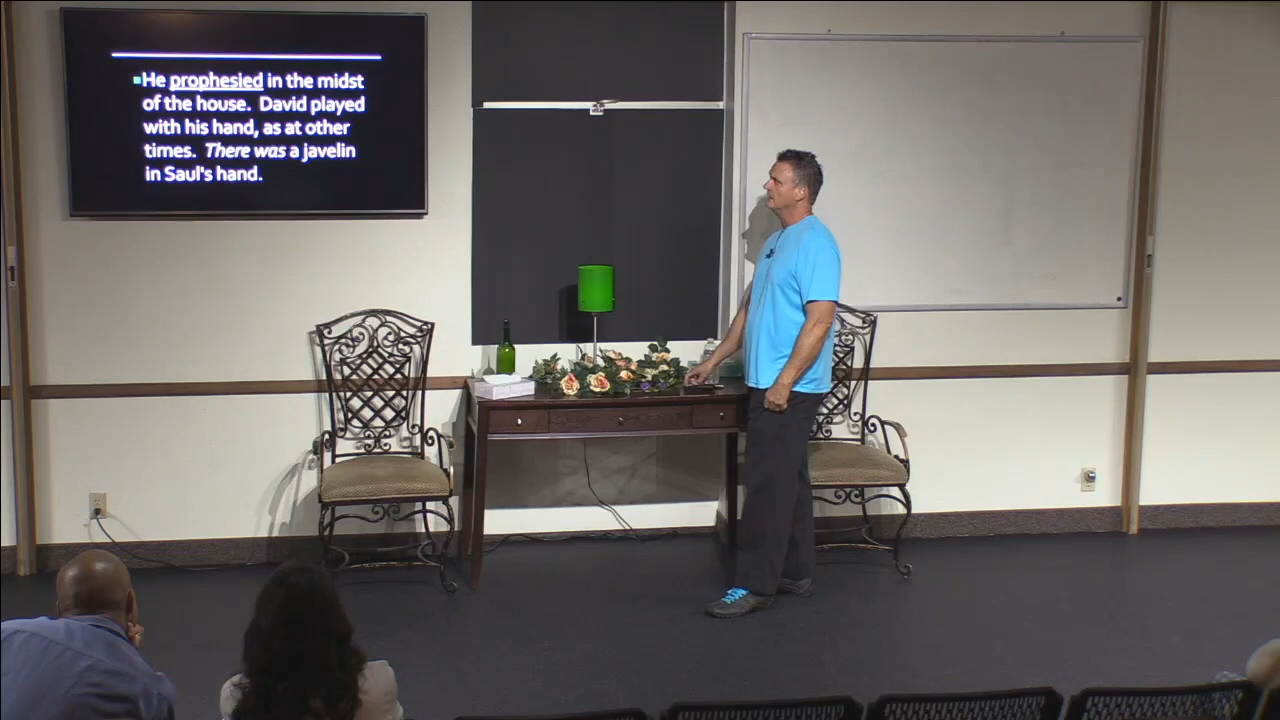 ▪He prophesied in the midst
of the house. David played
with his hand, as at other
times. There was a javelin
in Saul's hand.